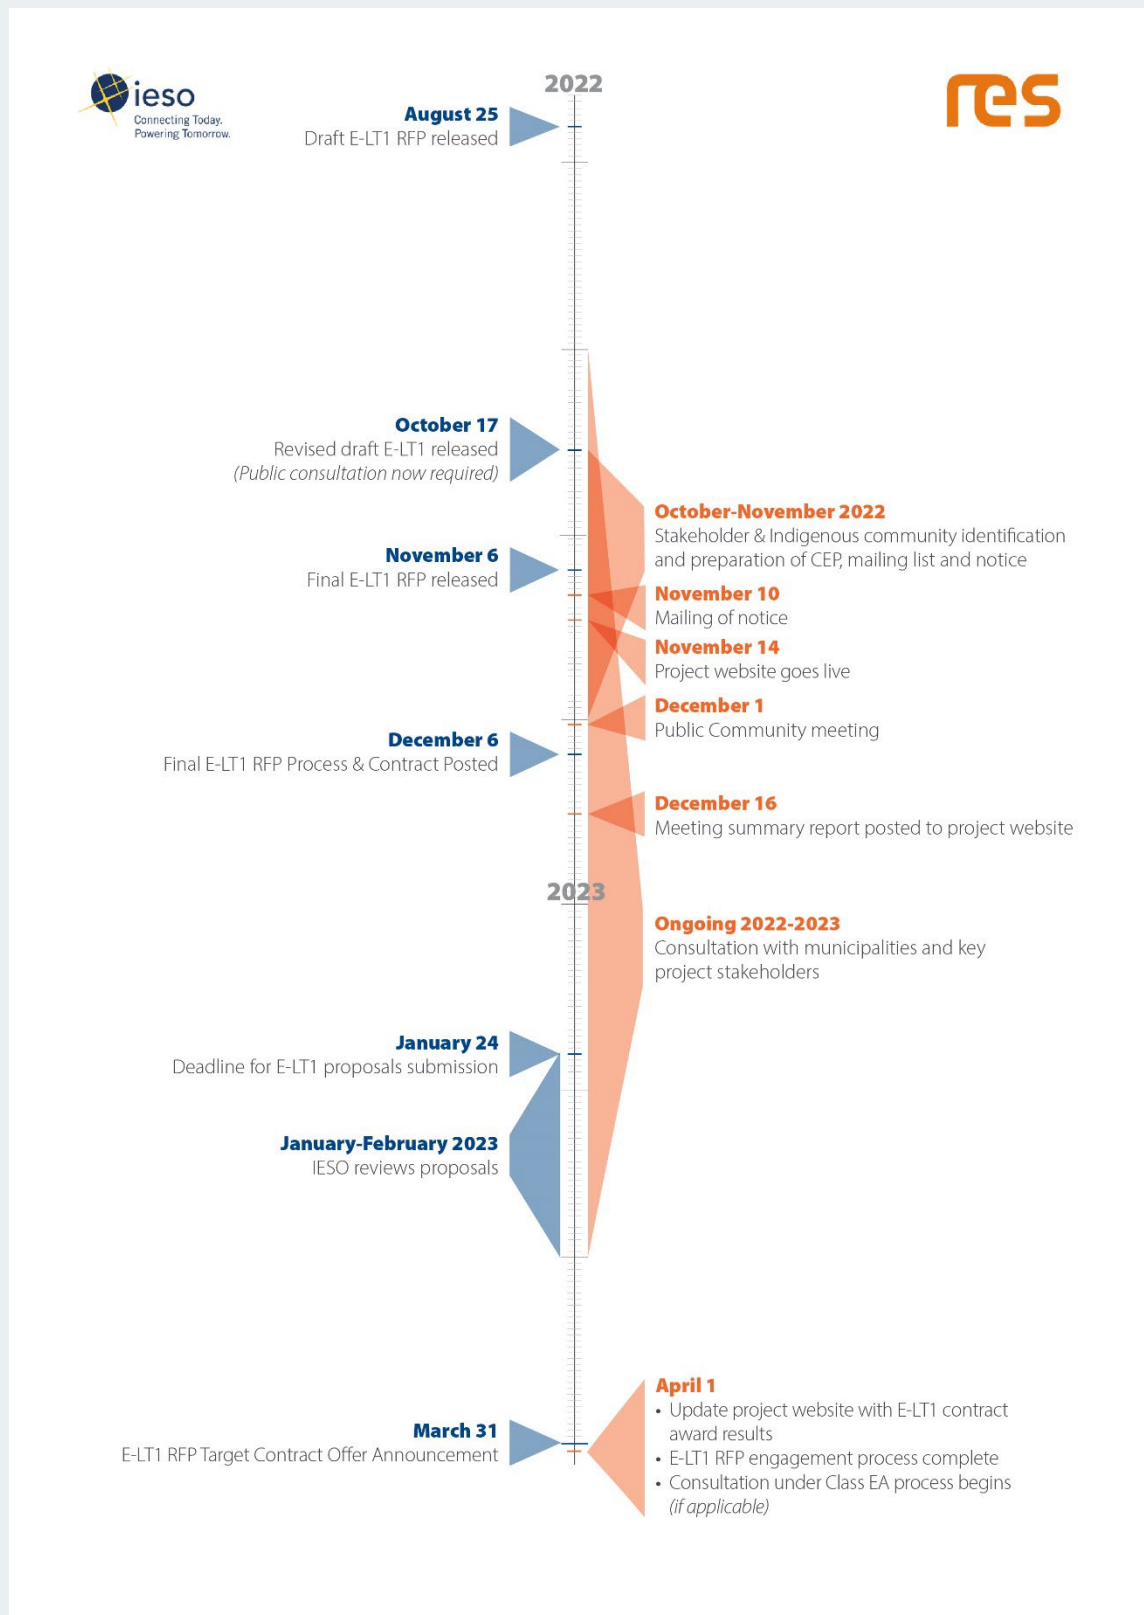 ieso
Connecting Today.
Powering Tomorrow.
res
2022
August 25
Draft E-LT1 RFP released
October 17
Revised draft E-LT1 released
(Public consultation now required)
October-November 2022
Stakeholder & Indigenous community identification
and preparation of CEP, mailing list and notice
November 6
Final E-LT1 RFP released
November 10
Mailing of notice
November 14
Project website goes live
December 1
Public Community meeting
December 6
Final E-LT1 RFP Process & Contract Posted
December 16
Meeting summary report posted to project website
2023
Ongoing 2022-2023
Consultation with municipalities and key
project stakeholders
January 24
Deadline for E-LT1 proposals submission
January-February 2023
IESO reviews proposals
March 31
E-LT1 RFP Target Contract Offer Announcement
April 1
• Update project website with E-LT1 contract
award results
• E-LT1 RFP engagement process complete
• Consultation under Class EA process begins
(if applicable)